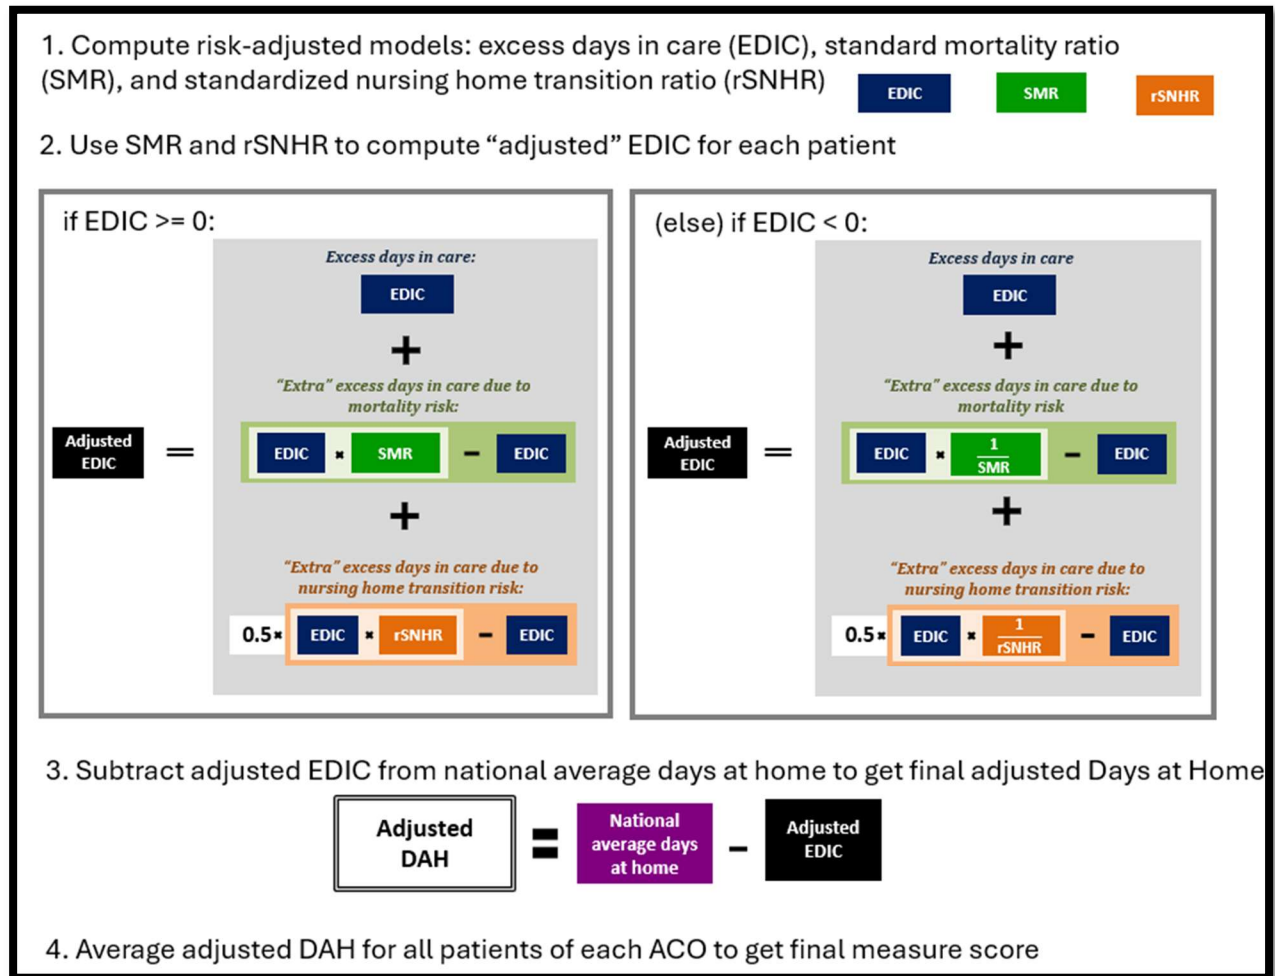 1. Compute risk-adjusted models: excess days in care (EDIC), standard mortality ratio
(SMR), and standardized nursing home transition ratio (rSNHR)
EDIC
SMR
rSNHR
2. Use SMR and rSNHR to compute “adjusted” EDIC for each patient
if EDIC >= 0:
Excess days in care:
EDIC
+
“Extra” excess days in care due to
mortality risk:
Adjusted
EDIC
=
EDIC × SMR − EDIC
+
“Extra” excess days in care due to
nursing home transition risk:
0.5× EDIC × rSNHR − EDIC
(else) if EDIC < 0:
Excess days in care
EDIC
+
“Extra” excess days in care due to
mortality risk
Adjusted
EDIC
=
EDIC × 1/SMR − EDIC
+
“Extra” excess days in care due to
nursing home transition risk:
0.5× EDIC × 1/rSNHR − EDIC
3. Subtract adjusted EDIC from national average days at home to get final adjusted Days at Home
Adjusted
DAH
=
National
average days
at home
−
Adjusted
EDIC
4. Average adjusted DAH for all patients of each ACO to get final measure score